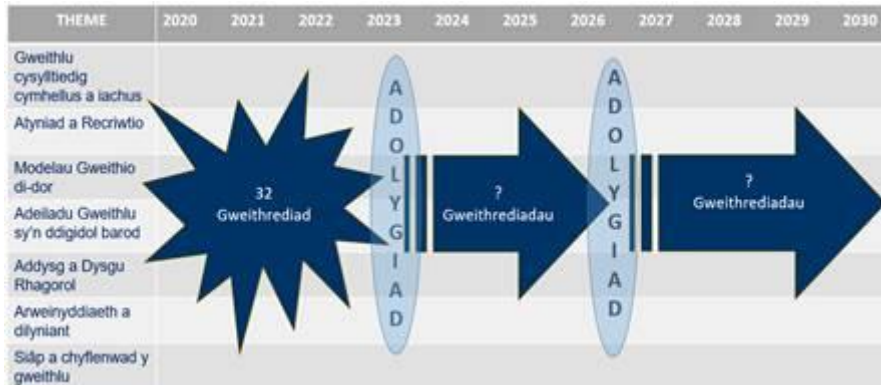 THEME 2020 2021 2022 2023 2024 2025 2026 2027 2028 2029 2030
Gweithlu
cysylltiedig
cymhellus a iachus
Atyniad a Recriwtio
Modelau Gweithio
di-dor
Adeiladu Gweithlu
sy'n ddigidol barod
Addysg a Dysgu
Rhagorol
Arweinyddiaeth a
dilyniant
Siâp a chyflenwad y
gweithlu
32
Gweithrediad
ADOLYGIAD
?
Gweithrediadau
ADOLYGIAD
?
Gweithrediadau